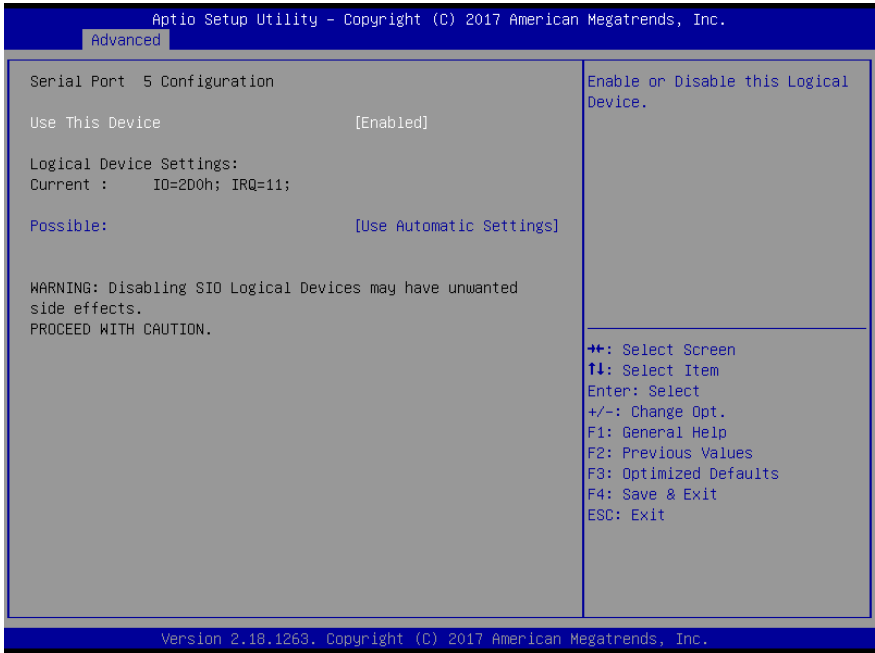 Aptio Setup Utility – Copyright (C) 2017 American Megatrends, Inc.
Advanced
Serial Port  5 Configuration
Use This Device [Enabled]
Logical Device Settings:
Current : IO=2D0h; IRQ=11;
Possible: [Use Automatic Settings]
WARNING: Disabling SIO Logical Devices may have unwanted
side effects.
PROCEED WITH CAUTION.
Enable or Disable this Logical
Device.
→←: Select Screen
↑↓: Select Item
Enter: Select
+/-: Change Opt.
F1: General Help
F2: Previous Values
F3: Optimized Defaults
F4: Save & Exit
ESC: Exit
Version 2.18.1263. Copyright (C) 2017 American Megatrends, Inc.